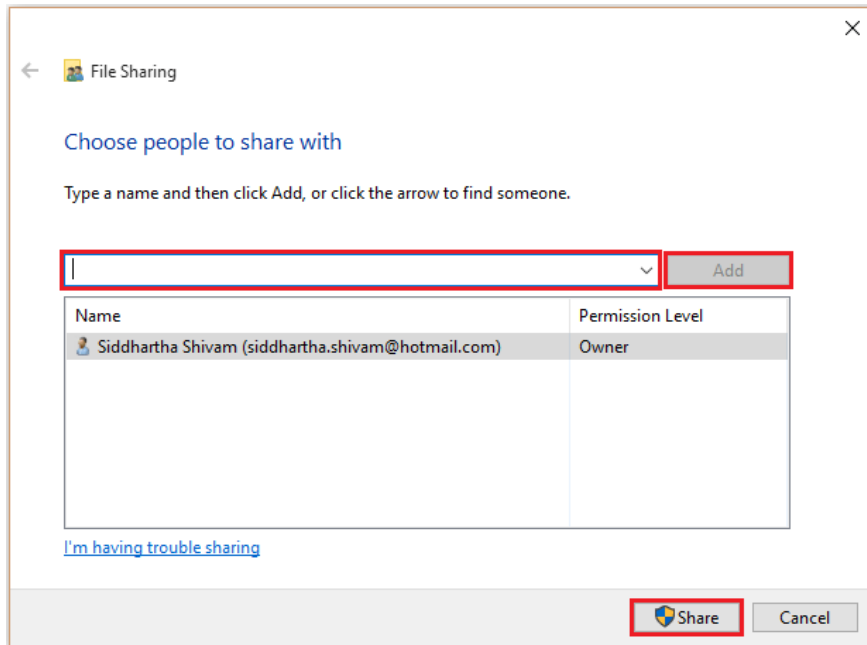 File Sharing
Choose people to share with
Type a name and then click Add, or click the arrow to find someone.
Add
Name Permission Level
Siddhartha Shivam (siddhartha.shivam@hotmail.com) Owner
I'm having trouble sharing
Share Cancel